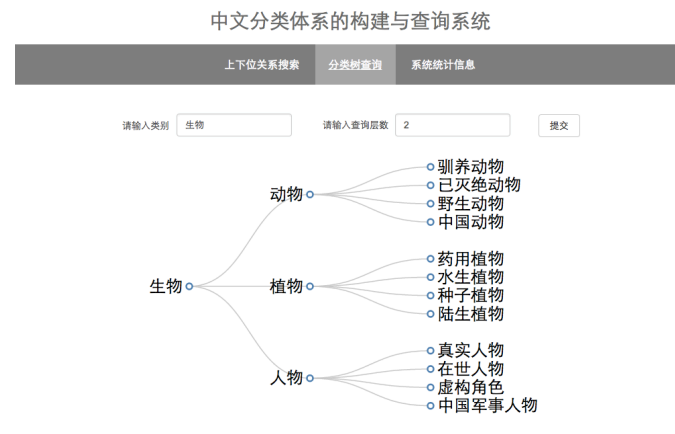 中文分类体系的构建与查询系统
上下位关系搜索 分类树查询 系统统计信息
请输入类别 生物 请输入查询层数 2 提交
驯养动物
已灭绝动物
动物
野生动物
中国动物
药用植物
水生植物
生物 植物
种子植物
陆生植物
真实人物
在世人物
人物
虚构角色
中国军事人物